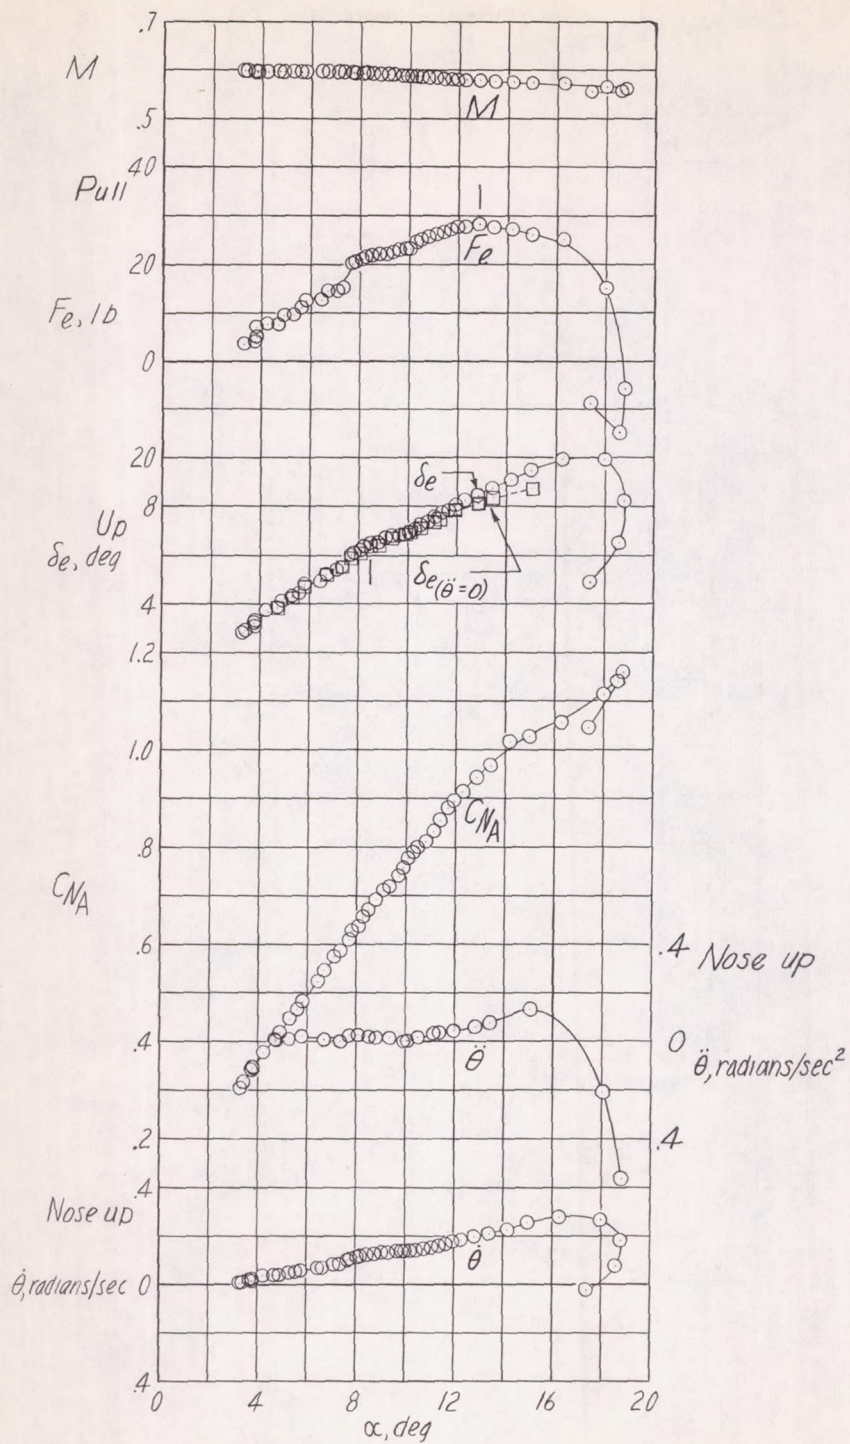 .7
M
M
.5
40
Pull
20
Fe
Fe, lb
0
20
δe
8
Up
δe, deg
δe(θ̈=0)
4
1.2
1.0
CNA
.8
CNA
.6
.4 Nose up
.4
0
θ̈
θ̈, radians/sec²
.2
.4
.4
Nose up
θ̇
θ̇, radians/sec 0
.4
0 4 8 12 16 20
α, deg